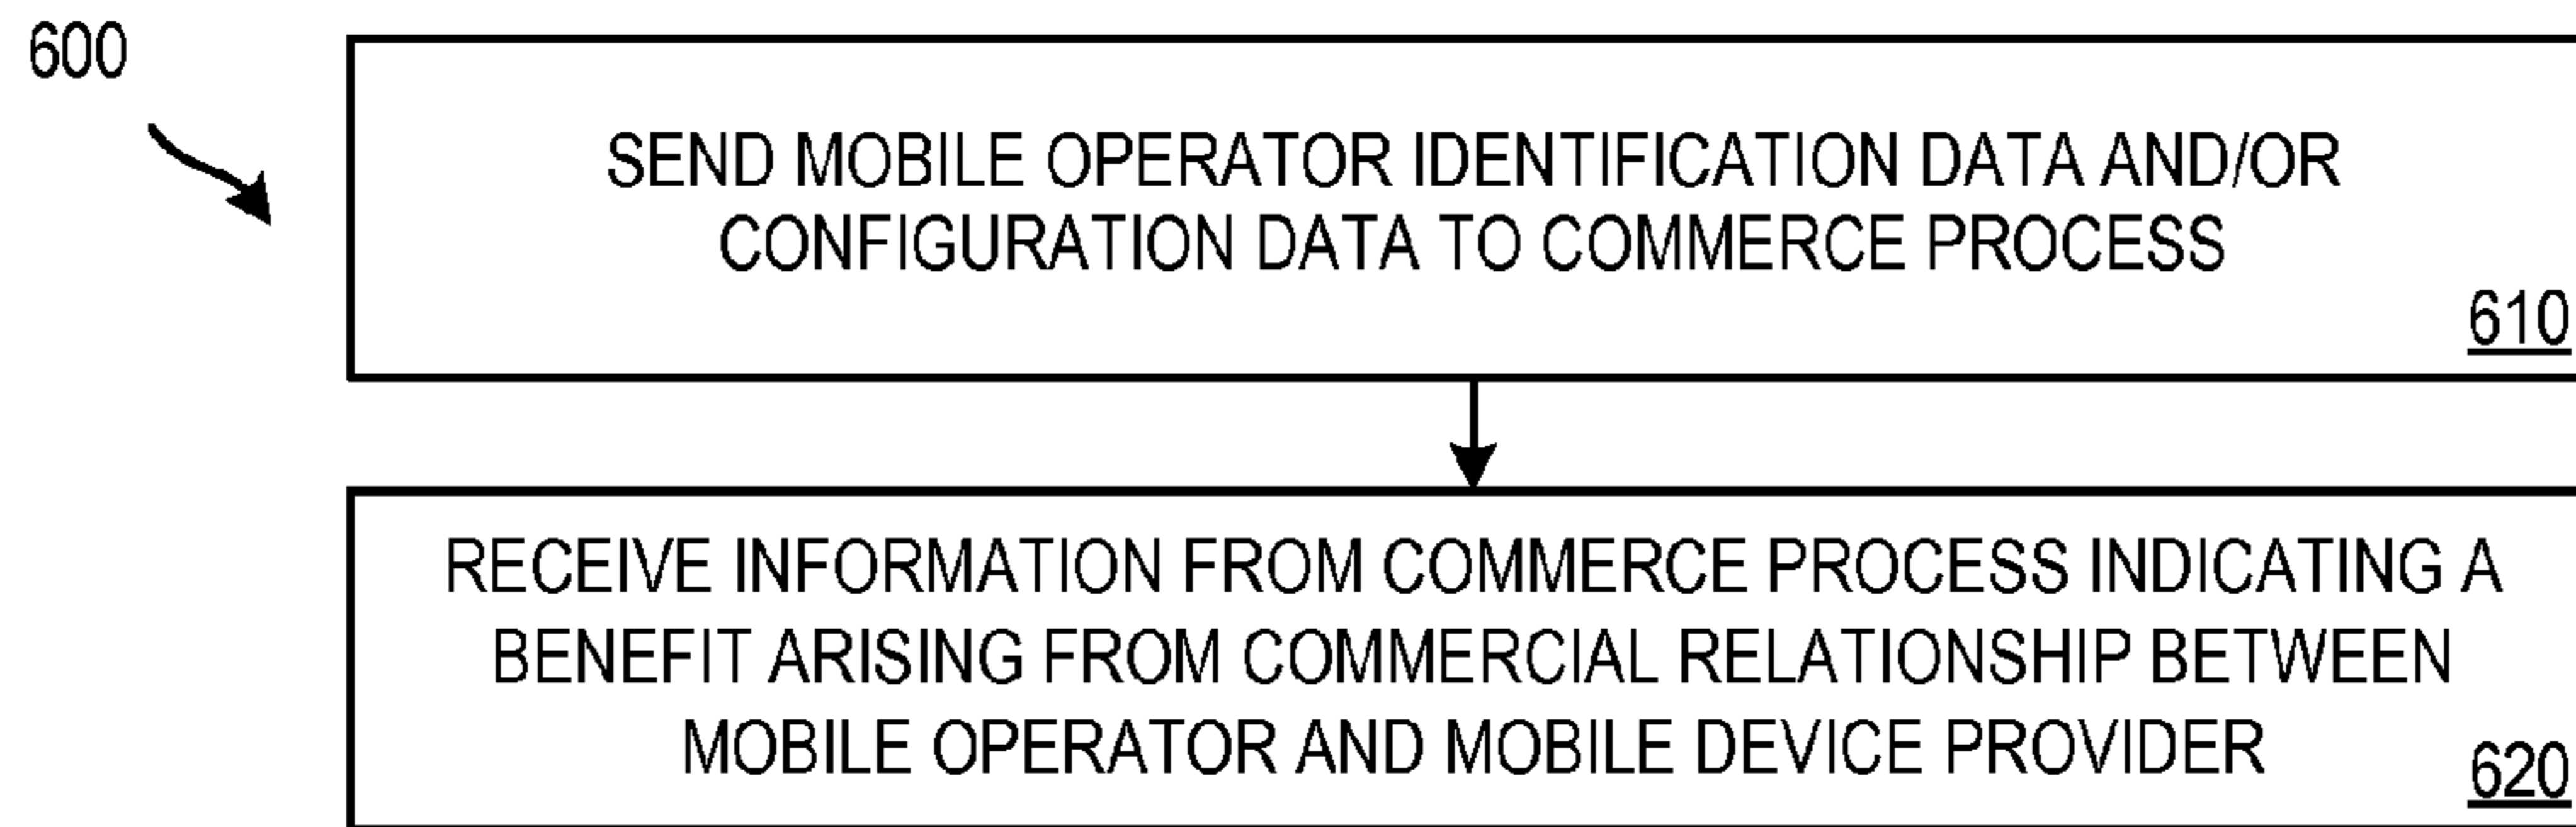 600
SEND MOBILE OPERATOR IDENTIFICATION DATA AND/OR
CONFIGURATION DATA TO COMMERCE PROCESS
610
RECEIVE INFORMATION FROM COMMERCE PROCESS INDICATING A
BENEFIT ARISING FROM COMMERCIAL RELATIONSHIP BETWEEN
MOBILE OPERATOR AND MOBILE DEVICE PROVIDER
620